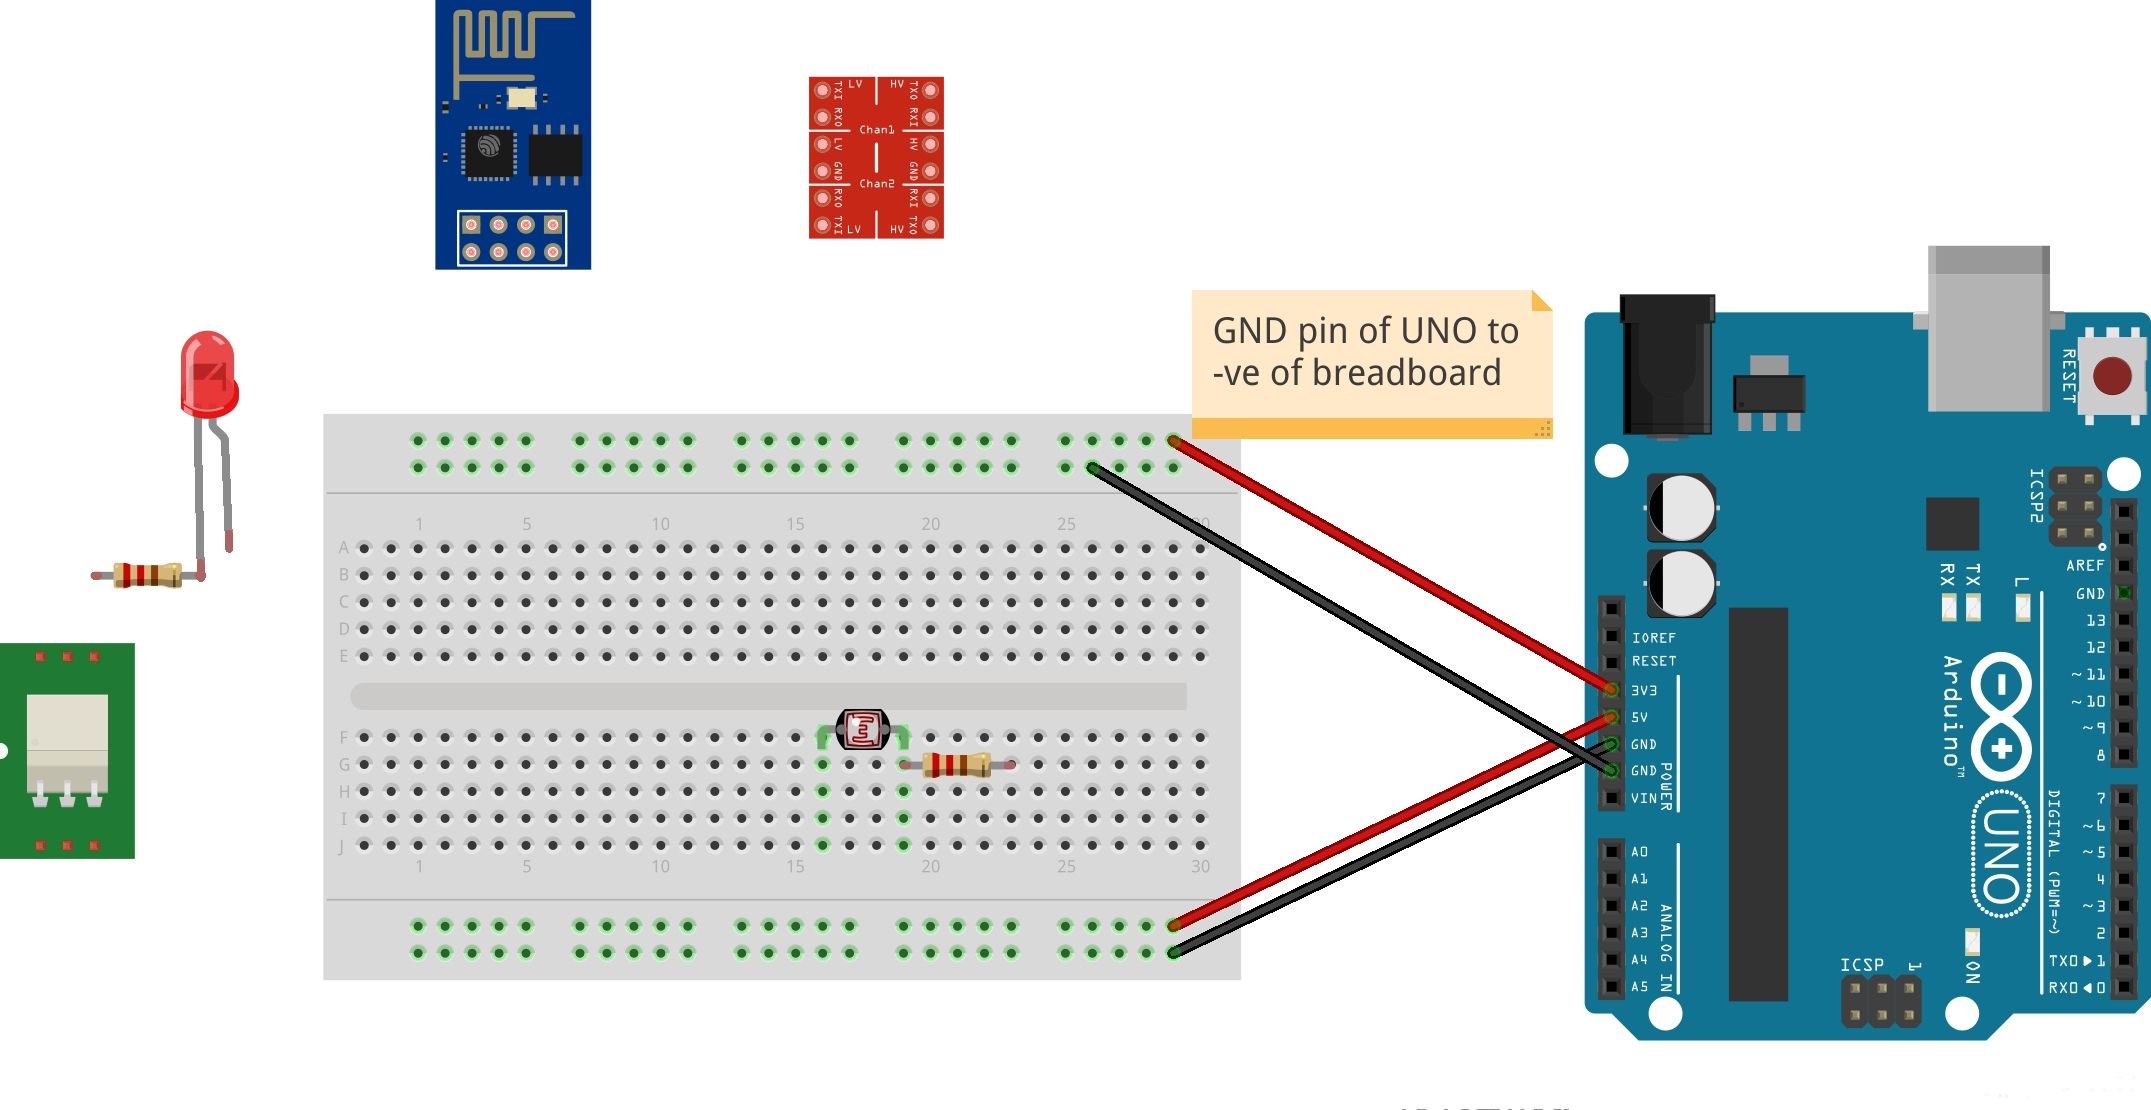 TXI LV HV TXO
RXO RXI
Chan1
LV HV
GND GND
Chan2
RXO RXI
TXI LV HV TXO
GND pin of UNO to
-ve of breadboard
RESET
ICSP2
1 5 10 15 20 25 30
A
B
C
D
E
F
G
H
I
J
1 5 10 15 20 25 30
IOREF
RESET
3V3
5V
GND
GND
VIN
POWER
A0
A1
A2
A3
A4
A5
ANALOG IN
RX TX L
Arduino™
UNO
AREF
GND
13
12
~11
~10
~9
8
7
~6
~5
4
~3
2
TX0▶1
RX0◀0
DIGITAL (PWM=~)
ICSP 1
ON